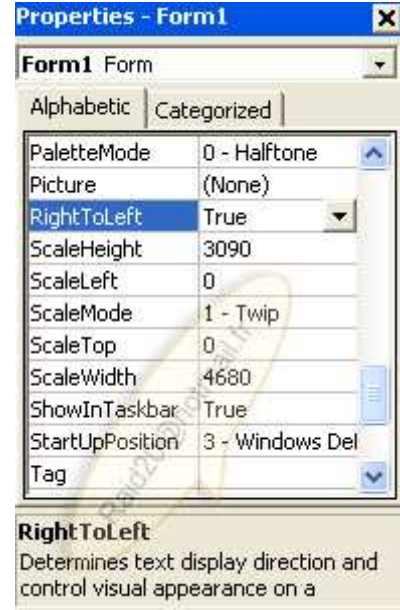 Properties - Form1
Form1 Form
Alphabetic Categorized
PaletteMode 0 - Halftone
Picture (None)
RightToLeft True
ScaleHeight 3090
ScaleLeft 0
ScaleMode 1 - Twip
ScaleTop 0
ScaleWidth 4680
ShowInTaskbar True
StartUpPosition 3 - Windows Del
Tag
RightToLeft
Determines text display direction and
control visual appearance on a